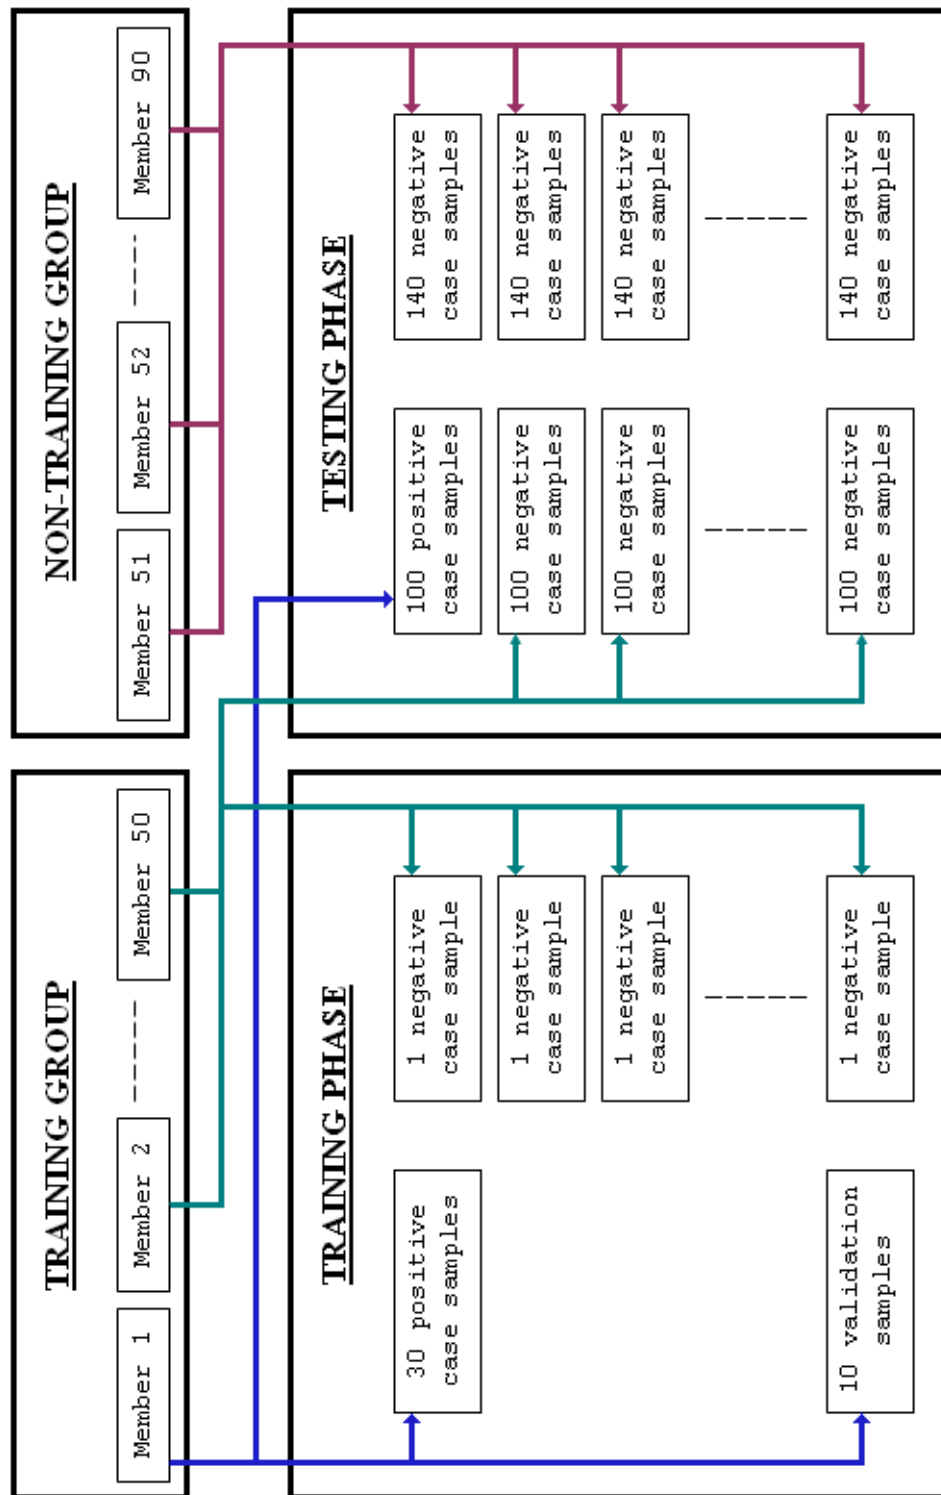 TRAINING GROUP
Member 1
Member 2
Member 50
NON-TRAINING GROUP
Member 51
Member 52
Member 90
TRAINING PHASE
30 positive
case samples
10 validation
samples
1 negative
case sample
1 negative
case sample
1 negative
case sample
1 negative
case sample
TESTING PHASE
100 positive
case samples
100 negative
case samples
100 negative
case samples
100 negative
case samples
140 negative
case samples
140 negative
case samples
140 negative
case samples
140 negative
case samples